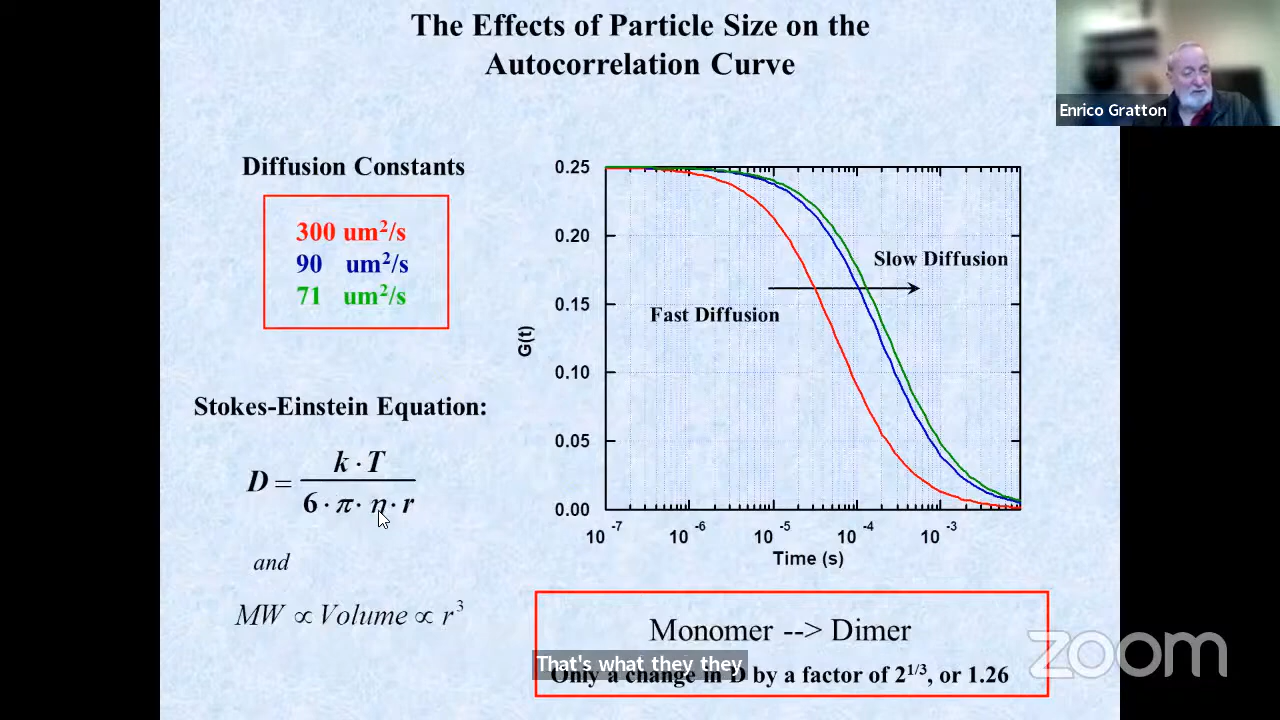 The Effects of Particle Size on the
Autocorrelation Curve
Enrico Gratton
Diffusion Constants
300 um²/s
90 um²/s
71 um²/s
Stokes-Einstein Equation:
D = k · T / 6 · π · η · r
and
MW ∝ Volume ∝ r³
0.25
0.20
0.15
0.10
0.05
0.00
G(t)
Slow Diffusion
Fast Diffusion
10⁻⁷ 10⁻⁶ 10⁻⁵ 10⁻⁴ 10⁻³
Time (s)
Monomer --> Dimer
That's what they they
Only a change in D by a factor of 2^1/3, or 1.26
zoom